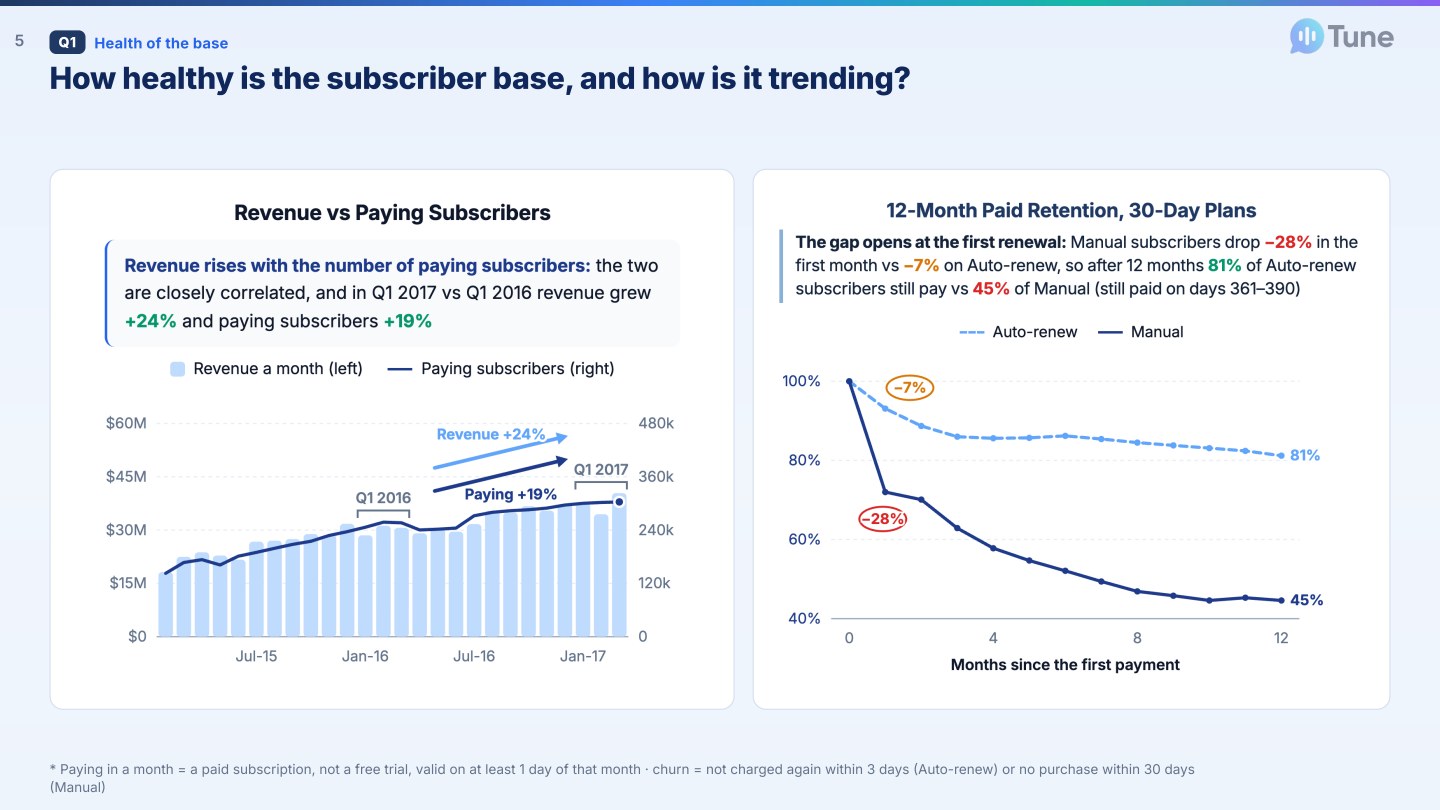 5
Q1 Health of the base
Tune
How healthy is the subscriber base, and how is it trending?
Revenue vs Paying Subscribers
Revenue rises with the number of paying subscribers: the two
are closely correlated, and in Q1 2017 vs Q1 2016 revenue grew
+24% and paying subscribers +19%
Revenue a month (left) Paying subscribers (right)
$60M 480k
Revenue +24%
$45M 360k
Q1 2017
Q1 2016
Paying +19%
$30M 240k
$15M 120k
$0 0
Jul-15 Jan-16 Jul-16 Jan-17
12-Month Paid Retention, 30-Day Plans
The gap opens at the first renewal: Manual subscribers drop −28% in the
first month vs −7% on Auto-renew, so after 12 months 81% of Auto-renew
subscribers still pay vs 45% of Manual (still paid on days 361–390)
Auto-renew Manual
100%
−7%
80%
81%
−28%
60%
45%
40%
0 4 8 12
Months since the first payment
* Paying in a month = a paid subscription, not a free trial, valid on at least 1 day of that month · churn = not charged again within 3 days (Auto-renew) or no purchase within 30 days
(Manual)